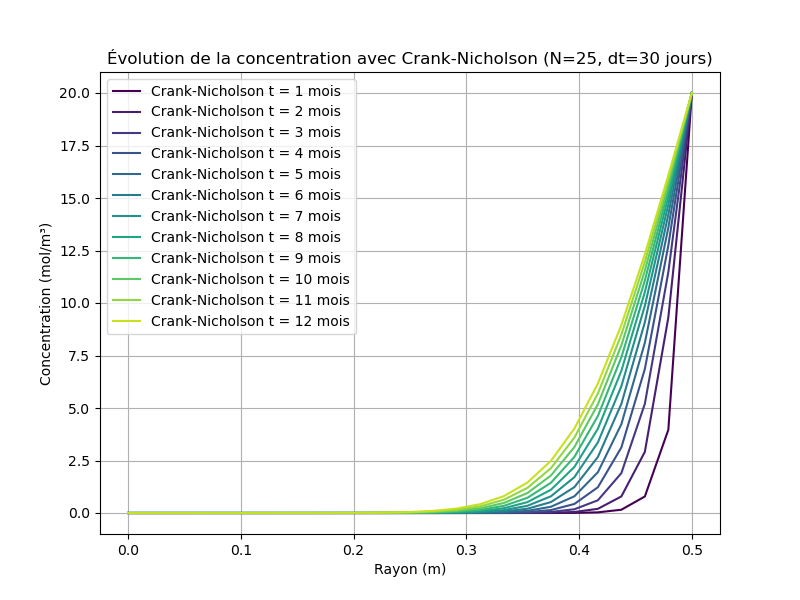 Évolution de la concentration avec Crank-Nicholson (N=25, dt=30 jours)
Crank-Nicholson t = 1 mois
Crank-Nicholson t = 2 mois
Crank-Nicholson t = 3 mois
Crank-Nicholson t = 4 mois
Crank-Nicholson t = 5 mois
Crank-Nicholson t = 6 mois
Crank-Nicholson t = 7 mois
Crank-Nicholson t = 8 mois
Crank-Nicholson t = 9 mois
Crank-Nicholson t = 10 mois
Crank-Nicholson t = 11 mois
Crank-Nicholson t = 12 mois
Concentration (mol/m³)
20.0
17.5
15.0
12.5
10.0
7.5
5.0
2.5
0.0
0.0 0.1 0.2 0.3 0.4 0.5
Rayon (m)